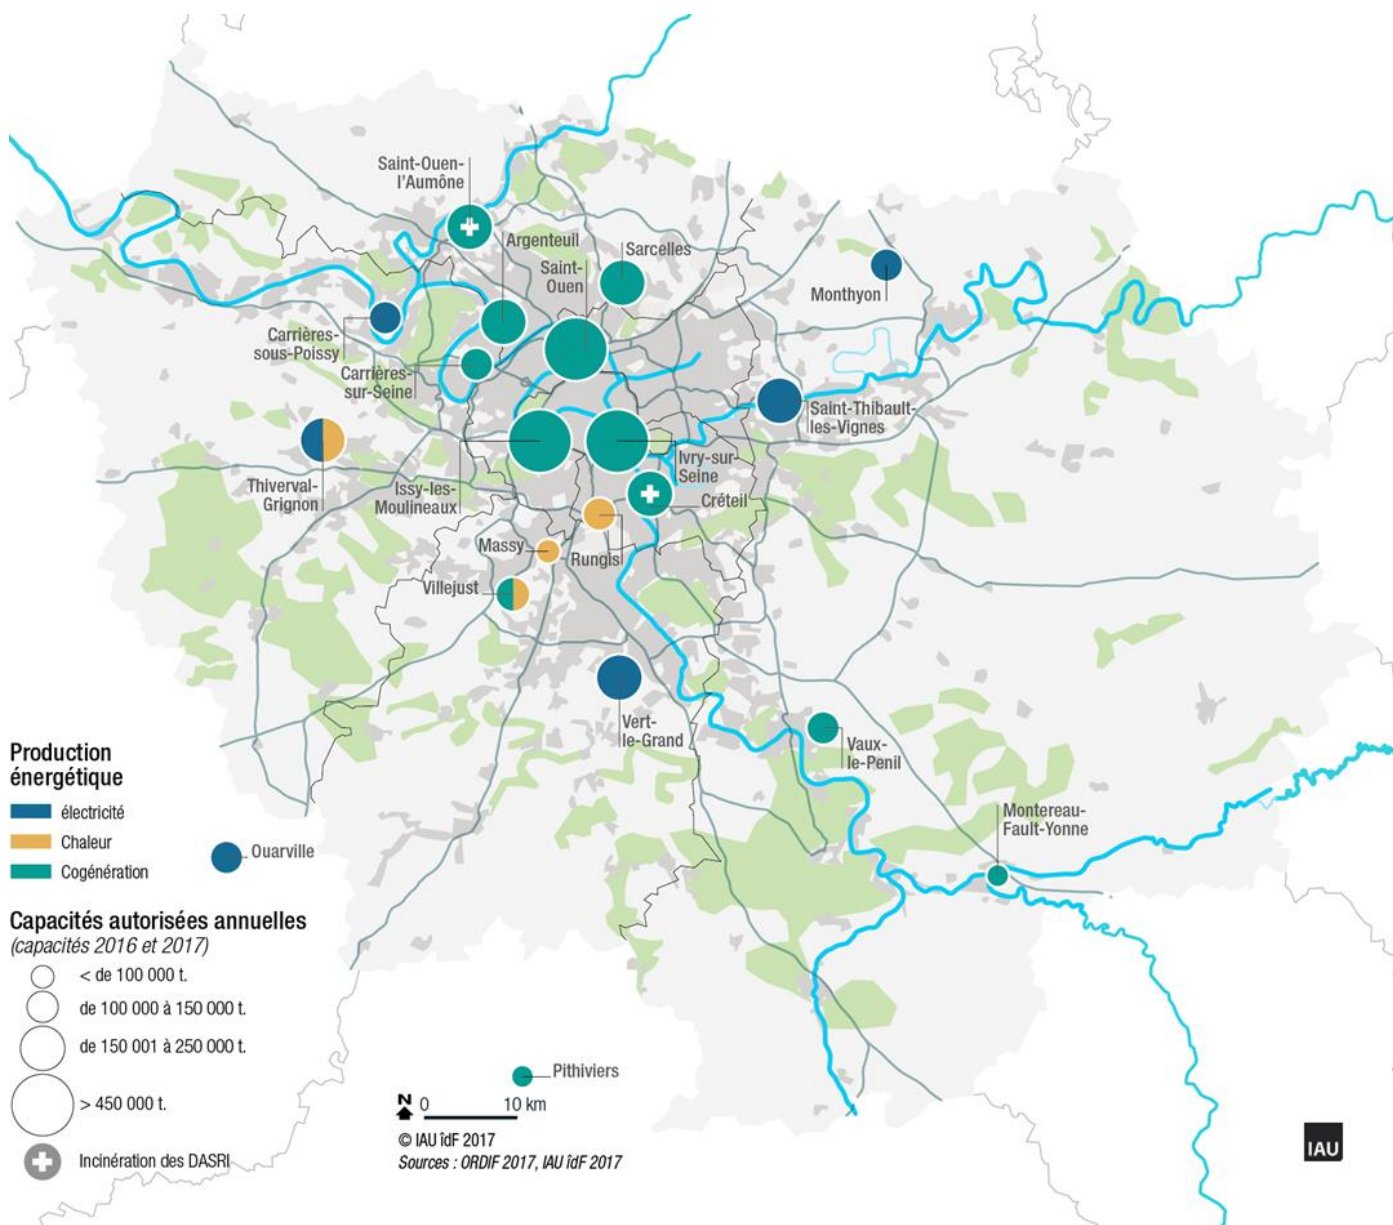 Saint-Ouen-
l'Aumône
Argenteuil
Saint-
Ouen
Sarcelles
Monthyon
Carrières-
sous-Poissy
Carrières-
sur-Seine
Saint-Thibault-
les-Vignes
Thiverval-
Grignon
Issy-les-
Moulineaux
Ivry-sur-
Seine
Créteil
Massy
Rungis
Villejust
Vert-
le-Grand
Vaux-
le-Penil
Montereau-
Fault-Yonne
Production
énergétique
électricité
Chaleur
Cogénération
Ouarville
Capacités autorisées annuelles
(capacités 2016 et 2017)
< de 100 000 t.
de 100 000 à 150 000 t.
de 150 001 à 250 000 t.
> 450 000 t.
Incinération des DASRI
Pithiviers
N
0 10 km
© IAU îdF 2017
Sources : ORDIF 2017, IAU îdF 2017
IAU